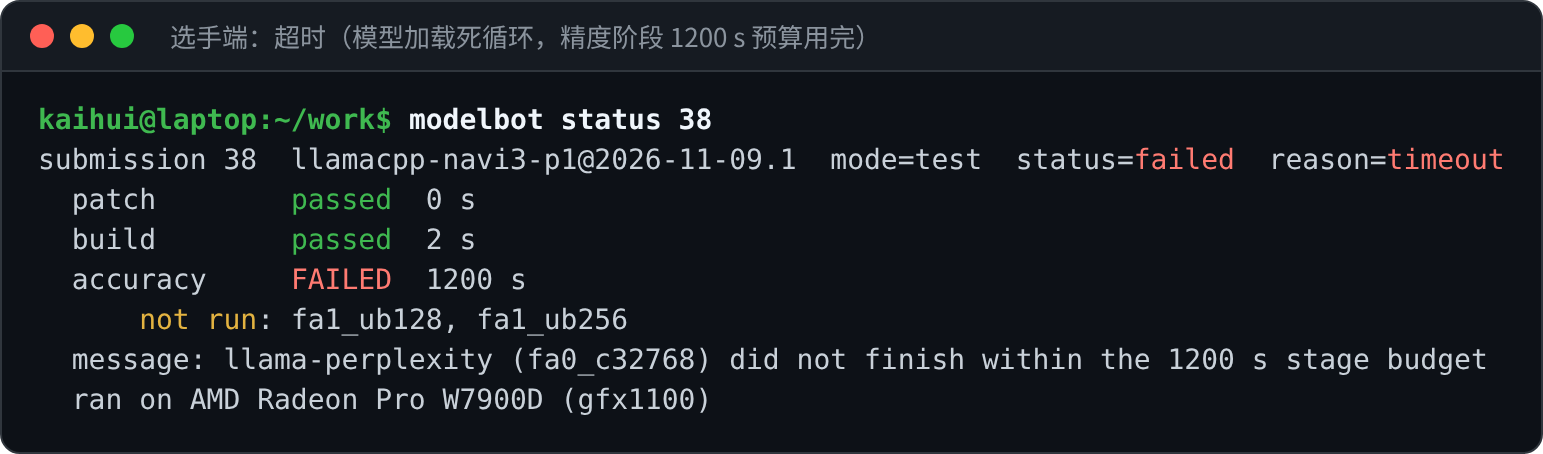 选手端：超时（模型加载死循环，精度阶段 1200 s 预算用完）
kaihui@laptop:~/work$ modelbot status 38
submission 38  llamacpp-navi3-p1@2026-11-09.1  mode=test  status=failed  reason=timeout
  patch        passed  0 s
  build        passed  2 s
  accuracy     FAILED  1200 s
      not run: fa1_ub128, fa1_ub256
  message: llama-perplexity (fa0_c32768) did not finish within the 1200 s stage budget
  ran on AMD Radeon Pro W7900D (gfx1100)